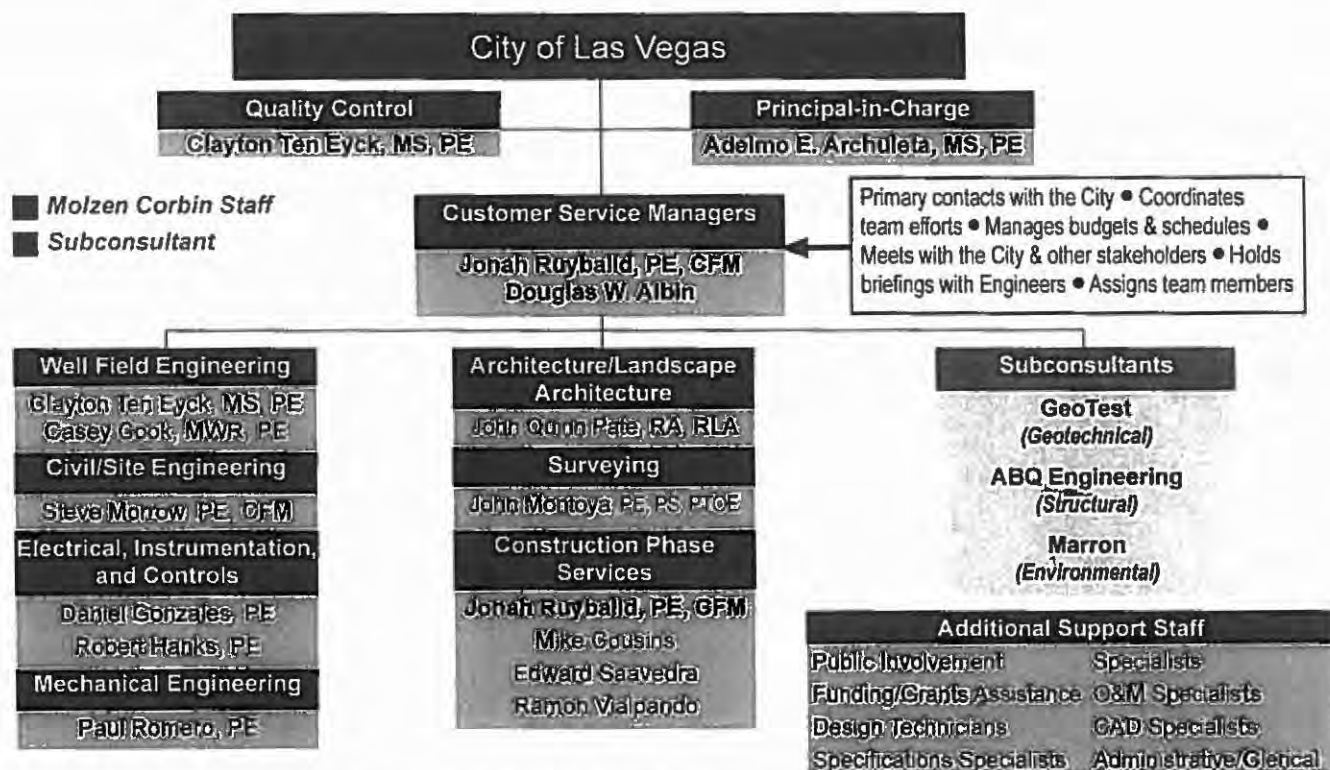 City of Las Vegas
Quality Control
Clayton Ten Eyck, MS, PE
Principal-in-Charge
Adelmo E. Archuleta, MS, PE
Molzen Corbin Staff
Subconsultant
Customer Service Managers
Jonah Ruybalid, PE, CFM
Douglas W. Albin
Primary contacts with the City ● Coordinates
team efforts ● Manages budgets & schedules ●
Meets with the City & other stakeholders ● Holds
briefings with Engineers ● Assigns team members
Well Field Engineering
Clayton Ten Eyck, MS, PE
Casey Cook, MWR, PE
Civil/Site Engineering
Steve Morrow, PE, CFM
Electrical, Instrumentation,
and Controls
Daniel Gonzales, PE
Robert Hanks, PE
Mechanical Engineering
Paul Romero, PE
Architecture/Landscape
Architecture
John Quinn Pate, RA, RLA
Surveying
John Montoya PE, PS, PTOE
Construction Phase
Services
Jonah Ruybalid, PE, CFM
Mike Cousins
Edward Saavedra
Ramon Vialpando
Subconsultants
GeoTest
(Geotechnical)
ABQ Engineering
(Structural)
Marron
(Environmental)
Additional Support Staff
Public Involvement Specialists
Funding/Grants Assistance O&M Specialists
Design Technicians CAD Specialists
Specifications Specialists Administrative/Clerical